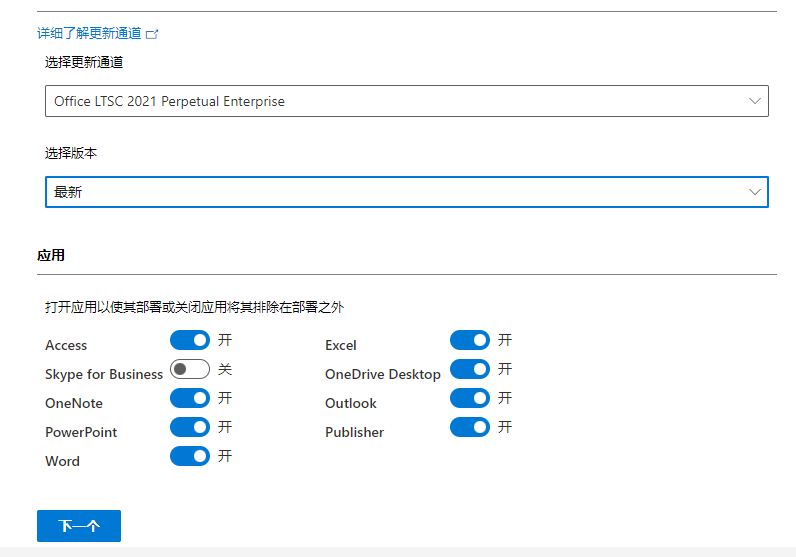 详细了解更新通道
选择更新通道
Office LTSC 2021 Perpetual Enterprise
选择版本
最新
应用
打开应用以使其部署或关闭应用将其排除在部署之外
Access 开 Excel 开
Skype for Business 关 OneDrive Desktop 开
OneNote 开 Outlook 开
PowerPoint 开 Publisher 开
Word 开
下一个